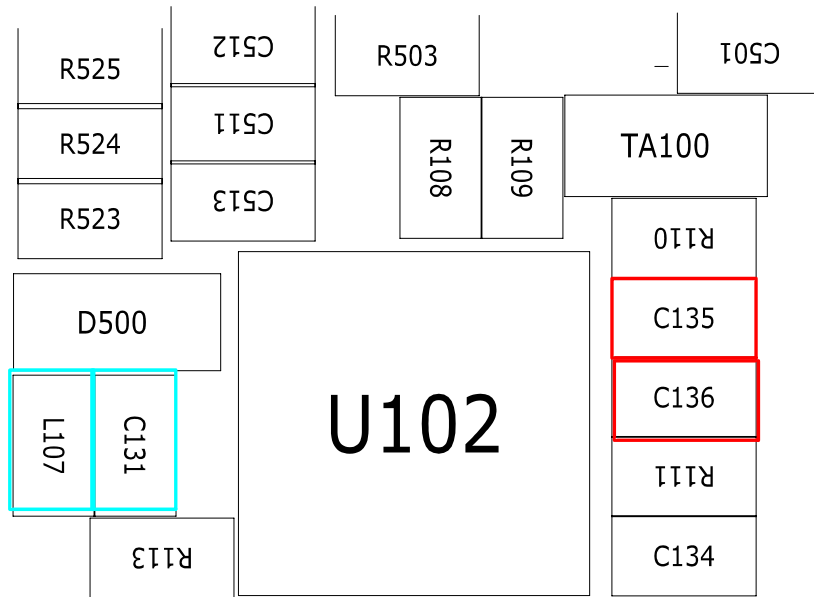 C512
C501
R525
R503
C511
R524
TA100
R108
R109
C513
R523
R110
D500
C135
C136
U102
L107
C131
R111
R113
C134